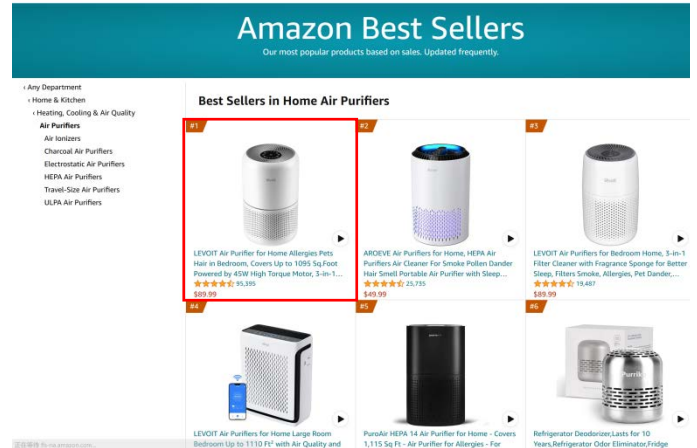 Amazon Best Sellers
Our most popular products based on sales. Updated frequently.
‹ Any Department
‹ Home & Kitchen
‹ Heating, Cooling & Air Quality
Air Purifiers
Air Ionizers
Charcoal Air Purifiers
Electrostatic Air Purifiers
HEPA Air Purifiers
Travel-Size Air Purifiers
ULPA Air Purifiers
Best Sellers in Home Air Purifiers
#1
LEVOIT Air Purifier for Home Allergies Pets
Hair in Bedroom, Covers Up to 1095 Sq.Foot
Powered by 45W High Torque Motor, 3-in-1...
95,395
$89.99
#2
AROEVE Air Purifiers for Home, HEPA Air
Purifiers Air Cleaner For Smoke Pollen Dander
Hair Smell Portable Air Purifier with Sleep...
23,735
$49.99
#3
LEVOIT Air Purifiers for Bedroom Home, 3-in-1
Filter Cleaner with Fragrance Sponge for Better
Sleep, Filters Smoke, Allergies, Pet Dander,...
19,487
$89.99
#4
LEVOIT Air Purifiers for Home Large Room
Bedroom Up to 1110 Ft² with Air Quality and
#5
PuroAir HEPA 14 Air Purifier for Home - Covers
1,115 Sq Ft - Air Purifier for Allergies - For
#6
Purrik
Refrigerator Deodorizer,Lasts for 10
Years,Refrigerator Odor Eliminator,Fridge